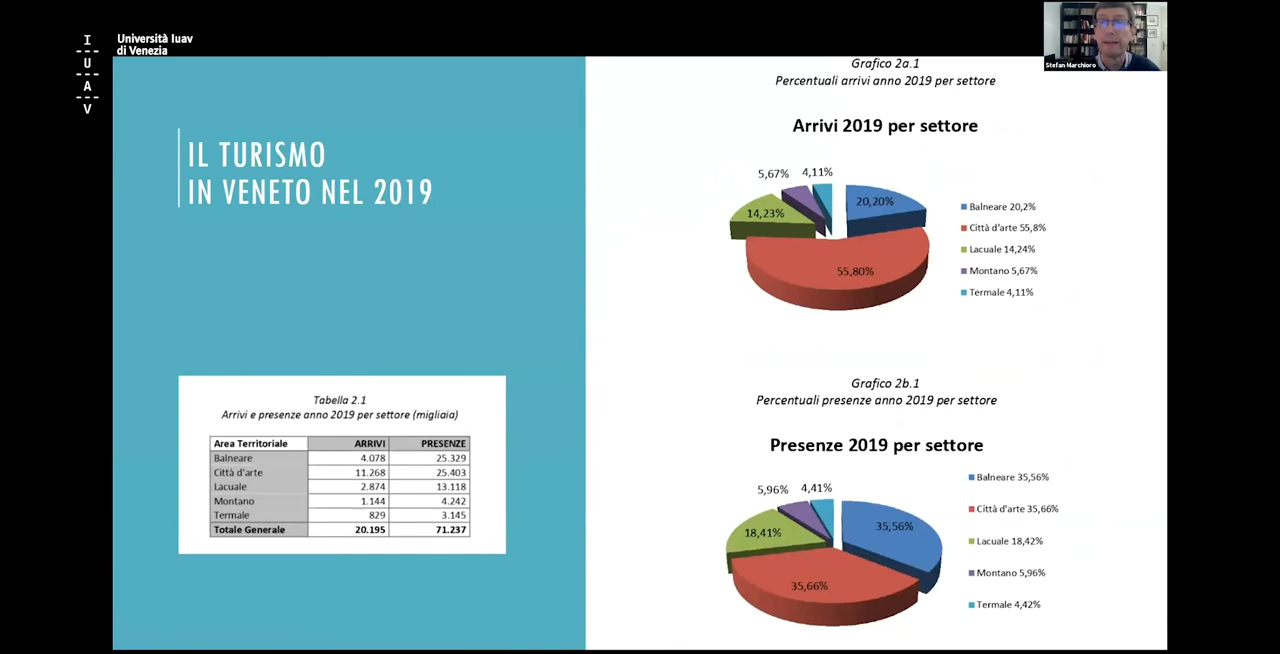 I
U
A
V
Università Iuav
di Venezia
Stefan Marchioro
IL TURISMO
IN VENETO NEL 2019
Tabella 2.1
Arrivi e presenze anno 2019 per settore (migliaia)
Area Territoriale ARRIVI PRESENZE
Balneare 4.078 25.329
Città d'arte 11.268 25.403
Lacuale 2.874 13.118
Montano 1.144 4.242
Termale 829 3.145
Totale Generale 20.195 71.237
Grafico 2a.1
Percentuali arrivi anno 2019 per settore
Arrivi 2019 per settore
5,67% 4,11%
20,20%
14,23%
55,80%
Balneare 20,2%
Città d'arte 55,8%
Lacuale 14,24%
Montano 5,67%
Termale 4,11%
Grafico 2b.1
Percentuali presenze anno 2019 per settore
Presenze 2019 per settore
5,96% 4,41%
35,56%
18,41%
35,66%
Balneare 35,56%
Città d'arte 35,66%
Lacuale 18,42%
Montano 5,96%
Termale 4,42%